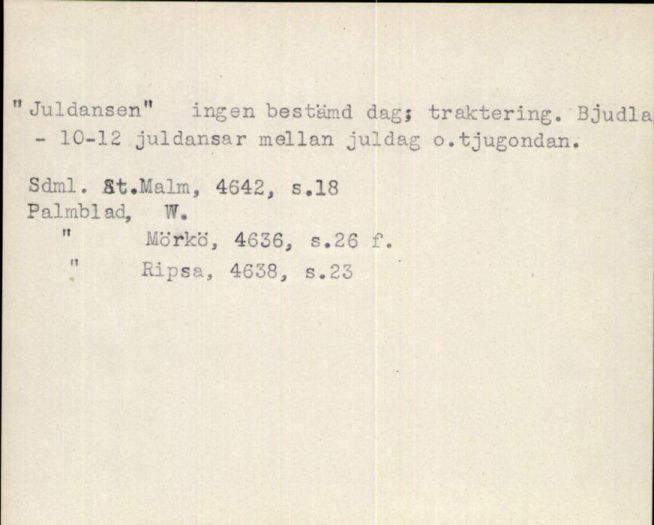 "Juldansen" ingen bestämd dag; traktering. Bjudla
- 10-12 juldansar mellan juldag o.tjugondan.
Sdml. St.Malm, 4642, s.18
Palmblad, W.
" Mörkö, 4636, s.26 f.
" Ripsa, 4638, s.23